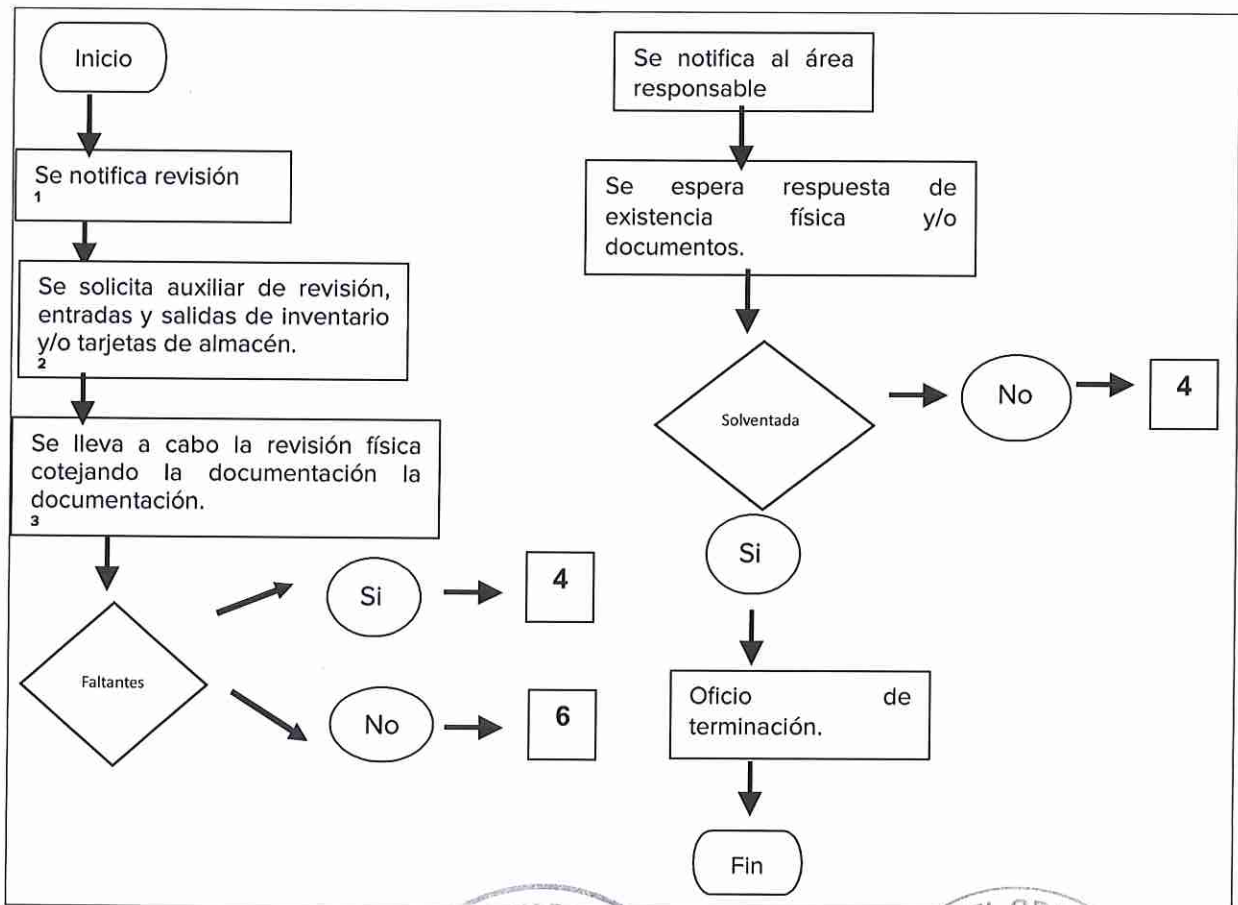 Inicio
Se notifica revisión
1
Se solicita auxiliar de revisión,
entradas y salidas de inventario
y/o tarjetas de almacén.
2
Se lleva a cabo la revisión física
cotejando la documentación la
documentación.
3
Faltantes
Si
4
No
6
Se notifica al área
responsable
Se espera respuesta de
existencia física y/o
documentos.
Solventada
No
4
Si
Oficio de
terminación.
Fin